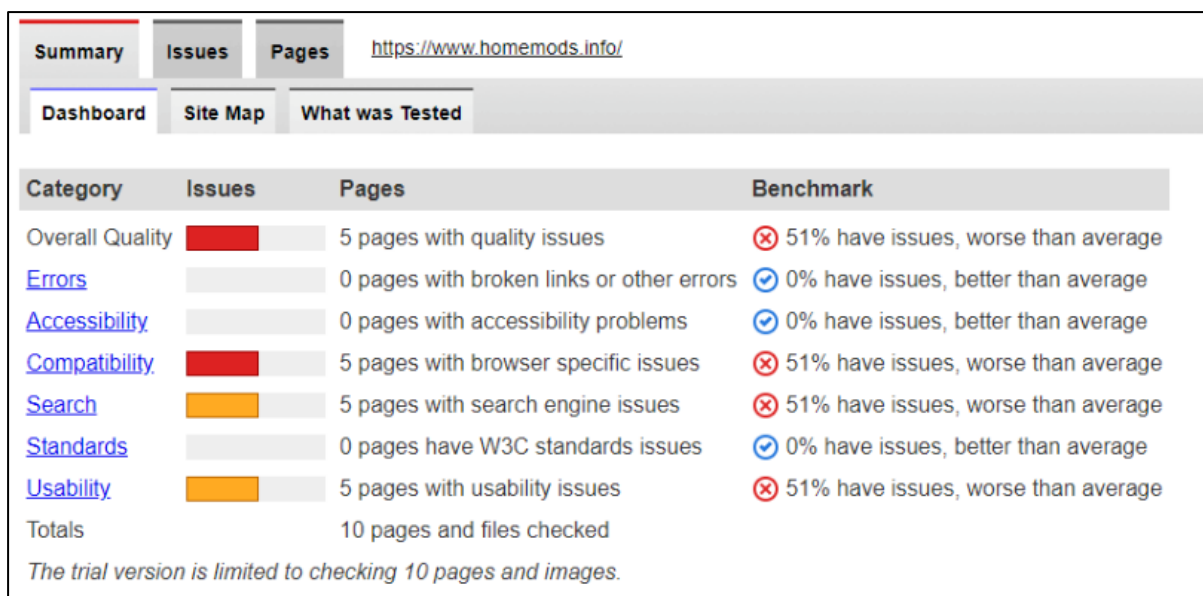 Summary Issues Pages https://www.homemods.info/
Dashboard Site Map What was Tested
Category Issues Pages Benchmark
Overall Quality 5 pages with quality issues 51% have issues, worse than average
Errors 0 pages with broken links or other errors 0% have issues, better than average
Accessibility 0 pages with accessibility problems 0% have issues, better than average
Compatibility 5 pages with browser specific issues 51% have issues, worse than average
Search 5 pages with search engine issues 51% have issues, worse than average
Standards 0 pages have W3C standards issues 0% have issues, better than average
Usability 5 pages with usability issues 51% have issues, worse than average
Totals 10 pages and files checked
The trial version is limited to checking 10 pages and images.